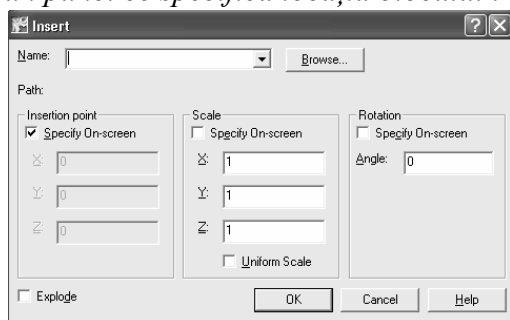 Insert
Name: Browse...
Path:
Insertion point
Specify On-screen
X: 0
Y: 0
Z: 0
Scale
Specify On-screen
X: 1
Y: 1
Z: 1
Uniform Scale
Rotation
Specify On-screen
Angle: 0
Explode OK Cancel Help